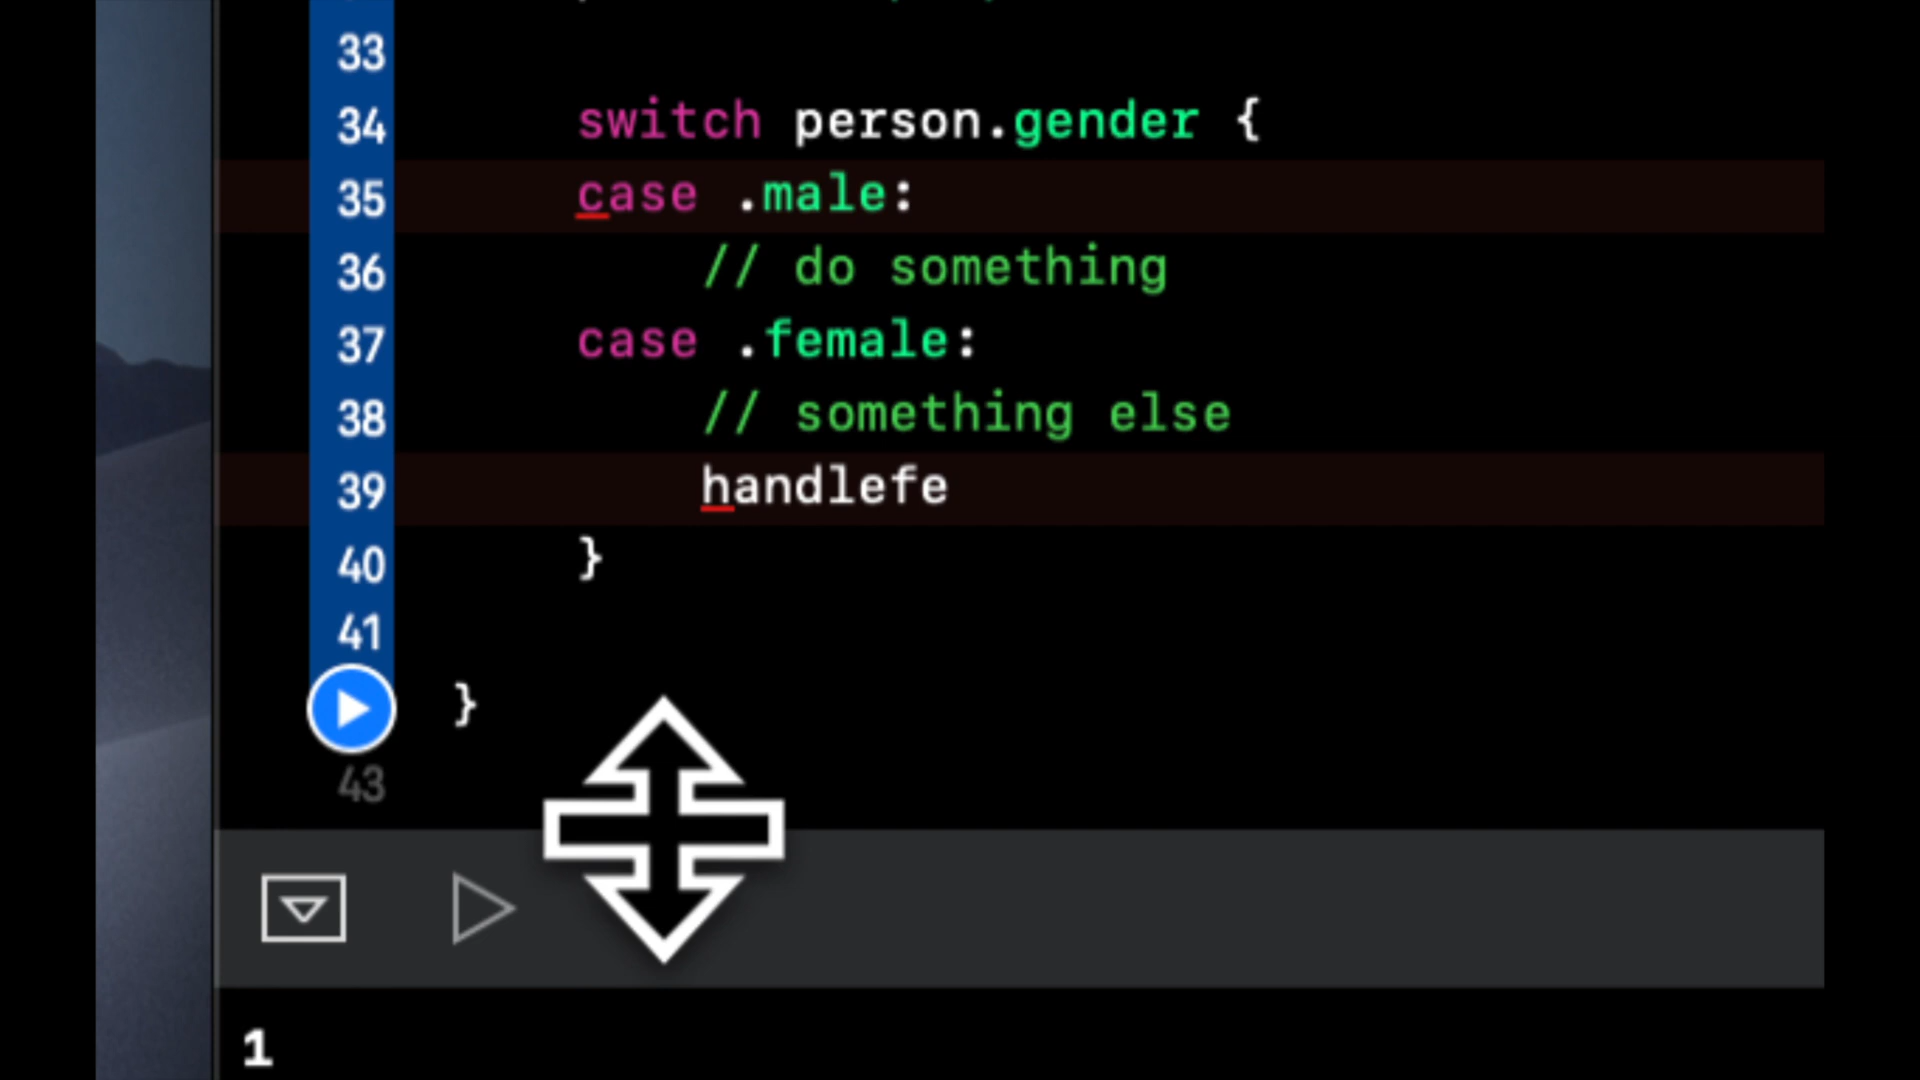 33
34 switch person.gender {
35 case .male:
36 // do something
37 case .female:
38 // something else
39 handlefe
40 }
41
}
43
1